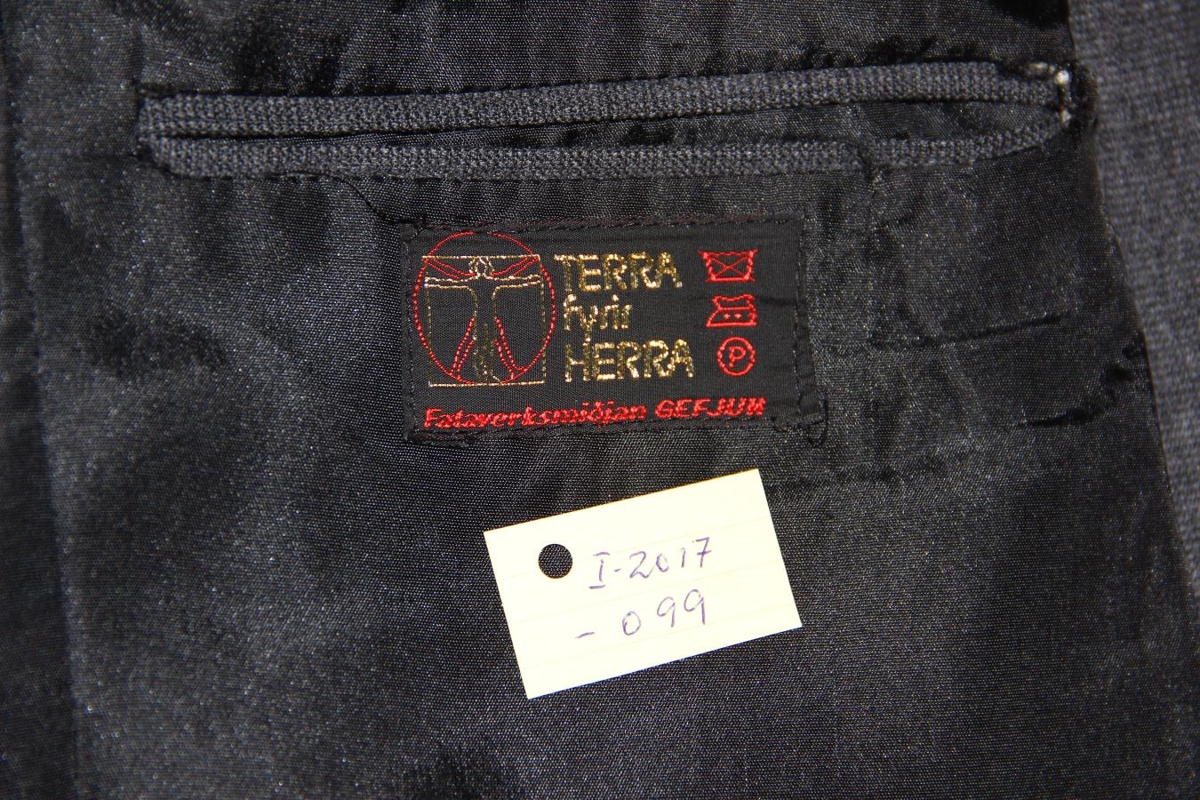 TERRA
fyrir
HERRA
P
Fataverksmiðjan GEFJUN
I-2017
- 099